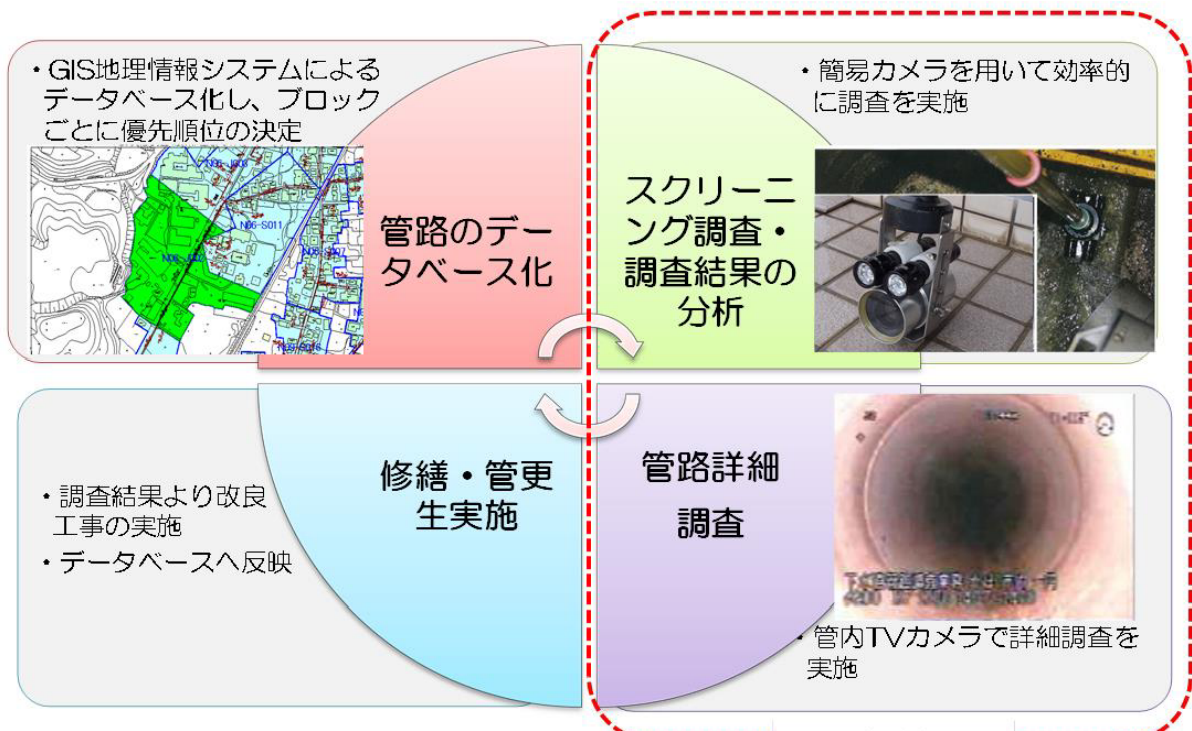 ・GIS地理情報システムによる
データベース化し、ブロック
ごとに優先順位の決定
N06-S011
管路のデー
タベース化
・簡易カメラを用いて効率的
に調査を実施
スクリーニ
ング調査・
調査結果の
分析
・調査結果より改良
工事の実施
・データベースへ反映
修繕・管更
生実施
管路詳細
調査
・管内TVカメラで詳細調査を
実施